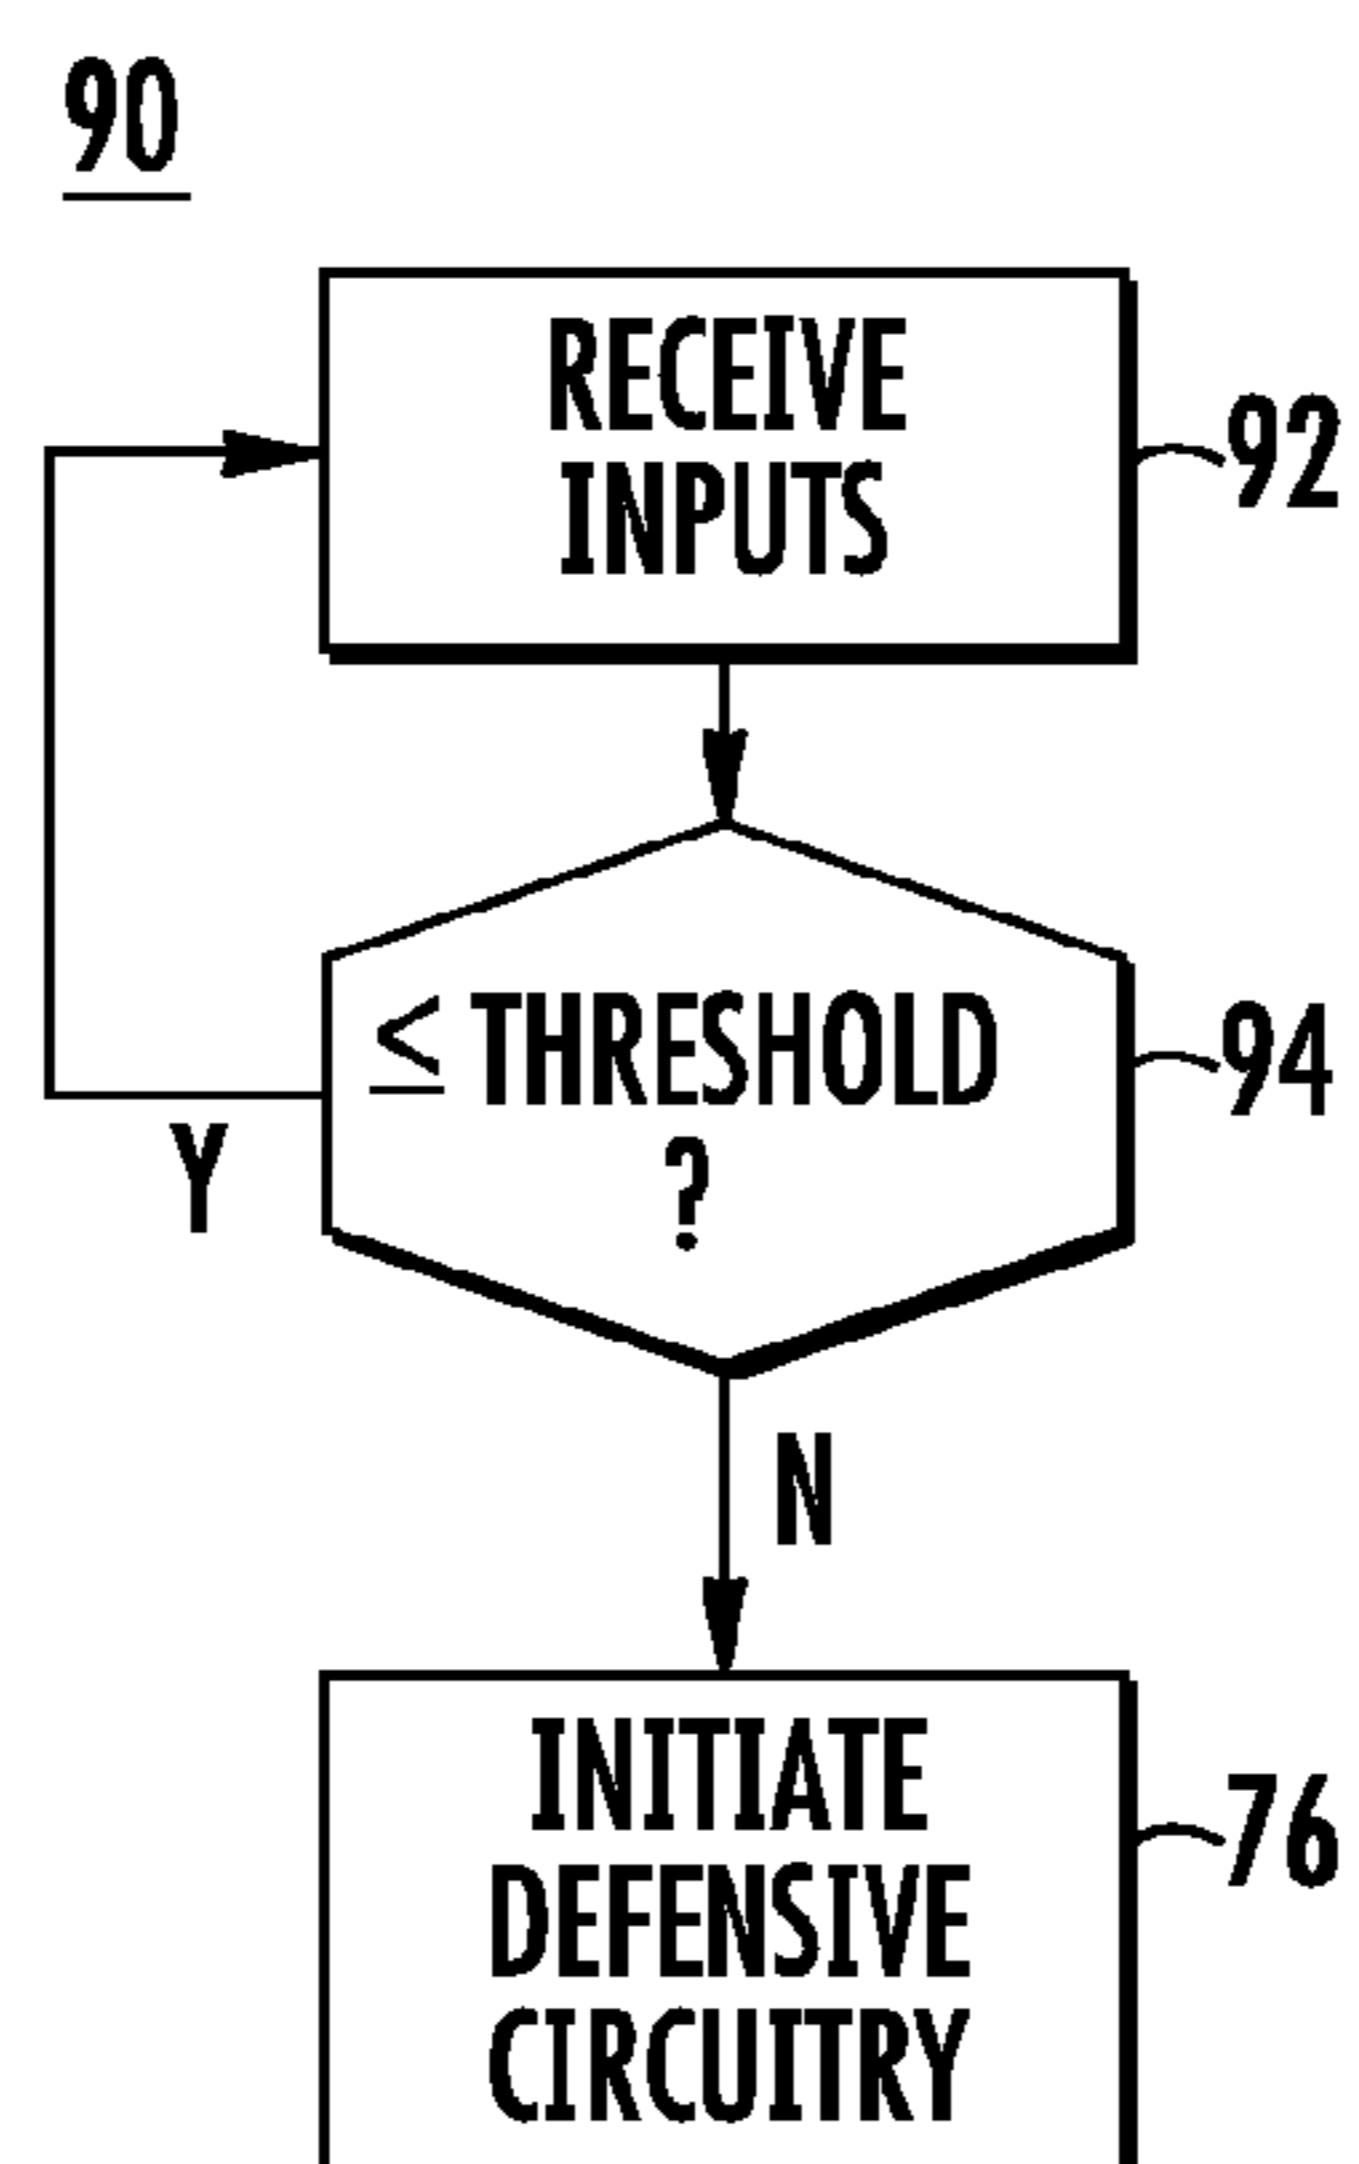 90
RECEIVE
INPUTS
92
≤ THRESHOLD
?
94
Y
N
INITIATE
DEFENSIVE
CIRCUITRY
76